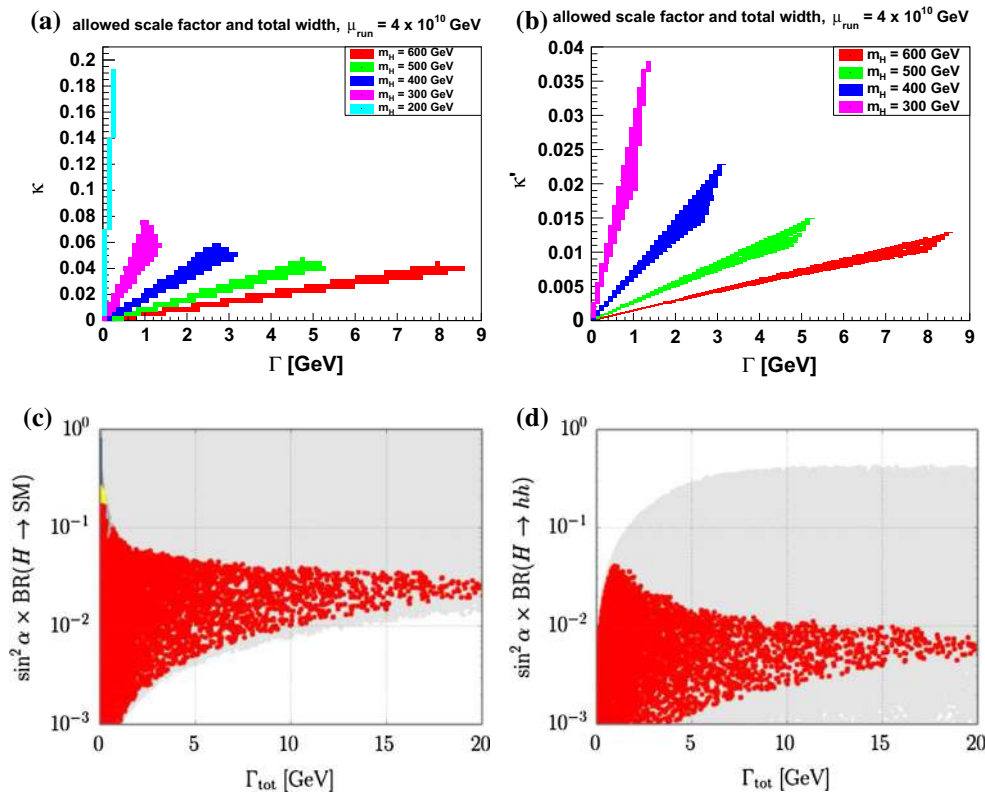 (a) allowed scale factor and total width, μrun = 4 x 10^10 GeV
κ
0.2
0.18
0.16
0.14
0.12
0.1
0.08
0.06
0.04
0.02
0
mH = 600 GeV
mH = 500 GeV
mH = 400 GeV
mH = 300 GeV
mH = 200 GeV
0 1 2 3 4 5 6 7 8 9
Γ [GeV]
(b) allowed scale factor and total width, μrun = 4 x 10^10 GeV
κ'
0.04
0.035
0.03
0.025
0.02
0.015
0.01
0.005
0
mH = 600 GeV
mH = 500 GeV
mH = 400 GeV
mH = 300 GeV
0 1 2 3 4 5 6 7 8 9
Γ [GeV]
(c)
sin² α × BR(H → SM)
10^0
10^-1
10^-2
10^-3
0 5 10 15 20
Γtot [GeV]
(d)
sin² α × BR(H → hh)
10^0
10^-1
10^-2
10^-3
0 5 10 15 20
Γtot [GeV]